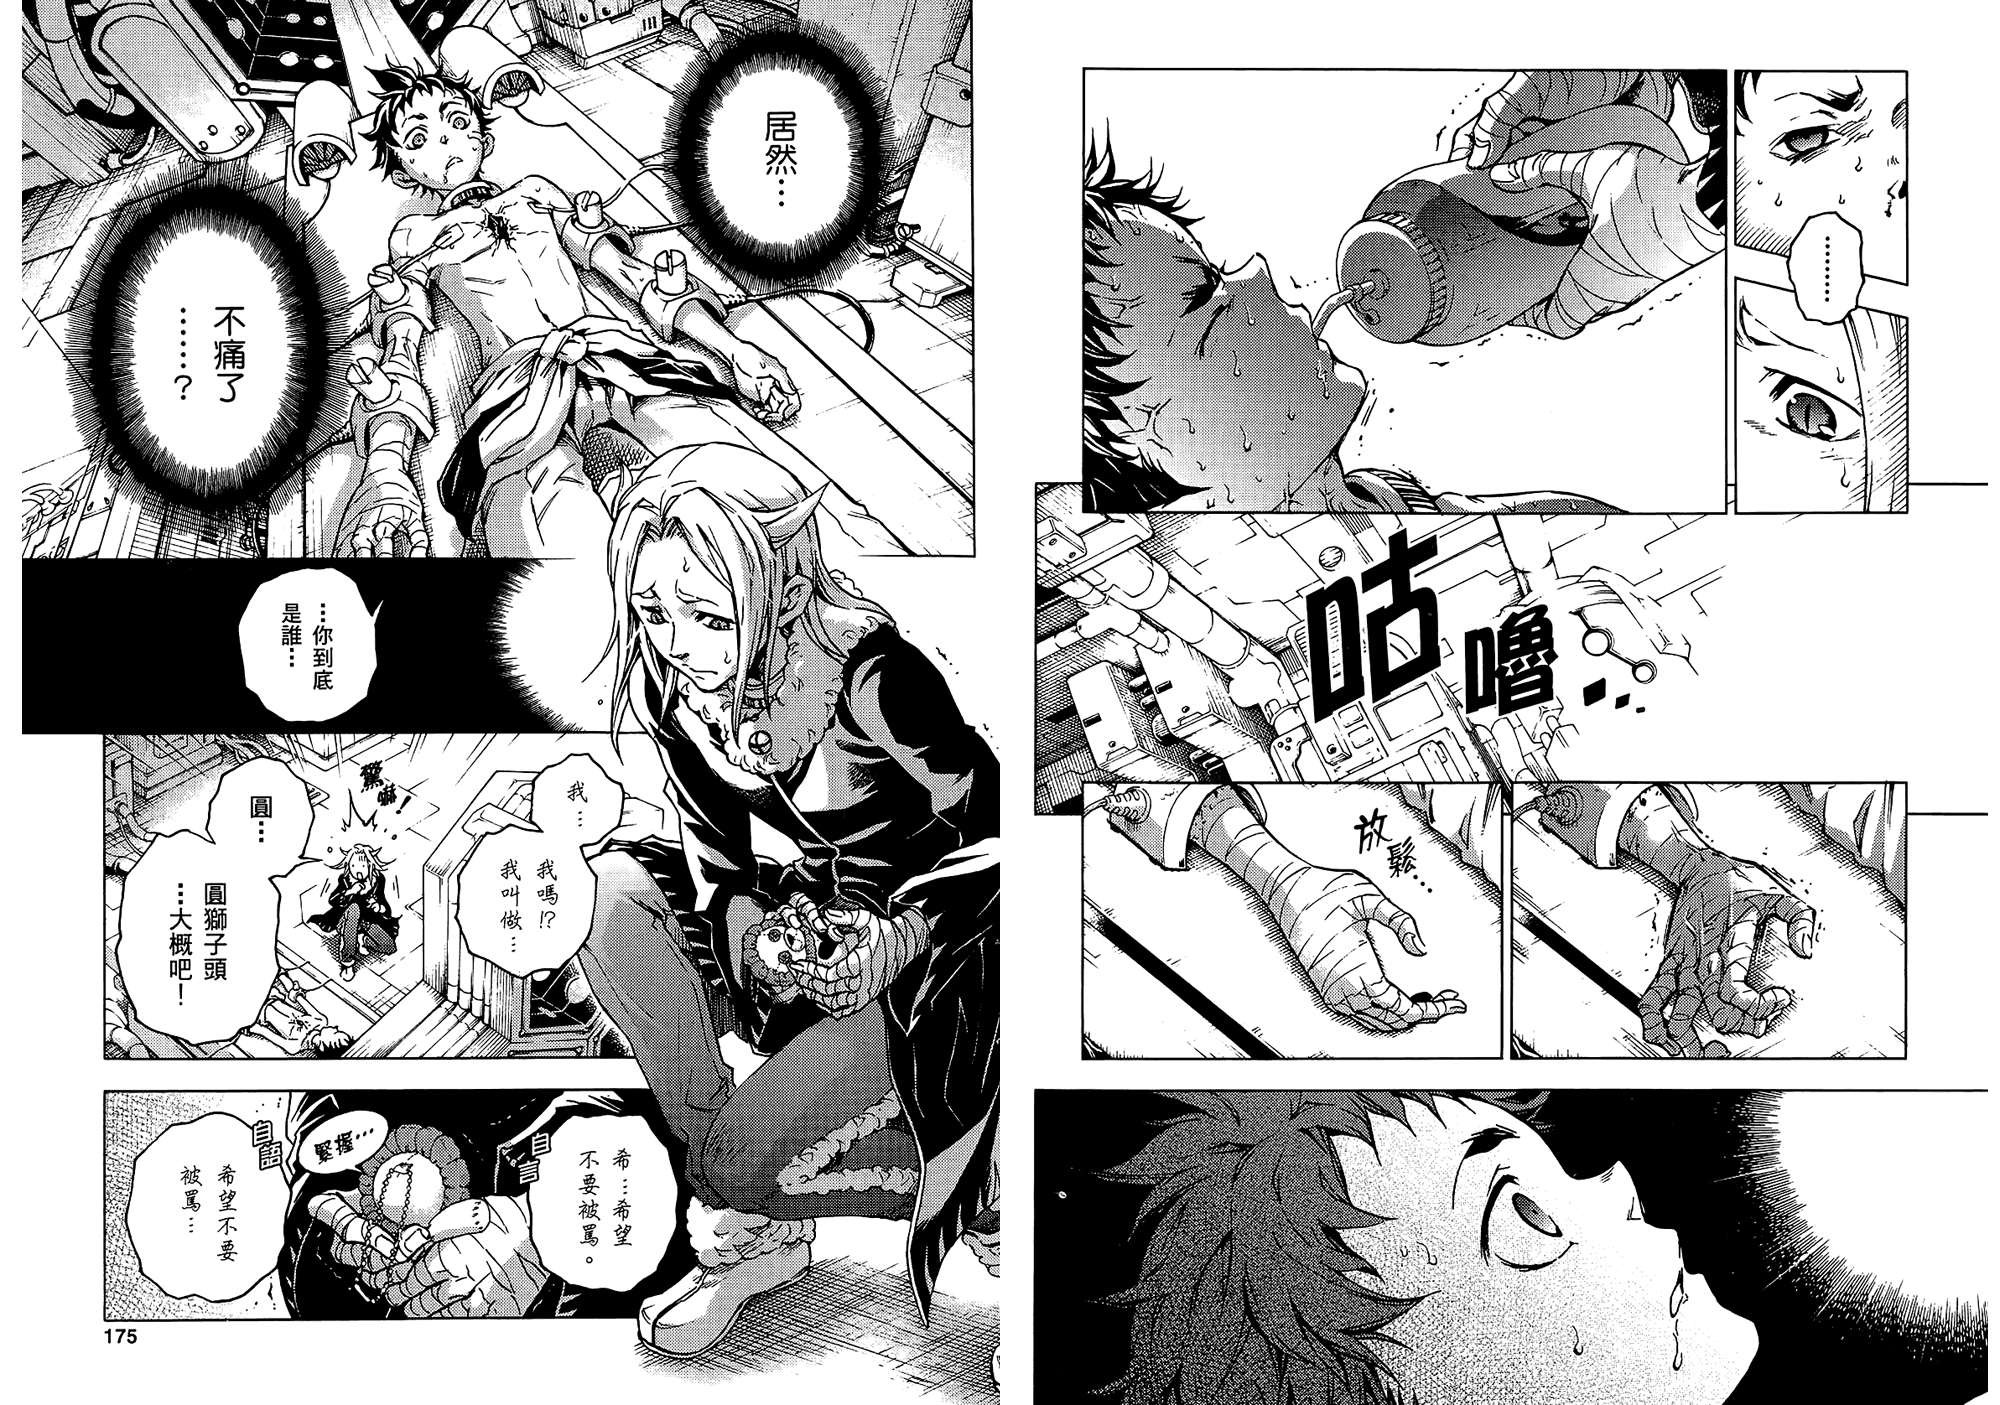 ………
咕嚕…
放鬆…
居然…
不痛了
……？
…你到底
是誰…
我…
我嗎!?
我叫做…
驚嚇！
圓…
圓獅子頭
…大概吧！
希…希望
不要被罵。
自言
緊握…
自語
希望不要
被罵…
175